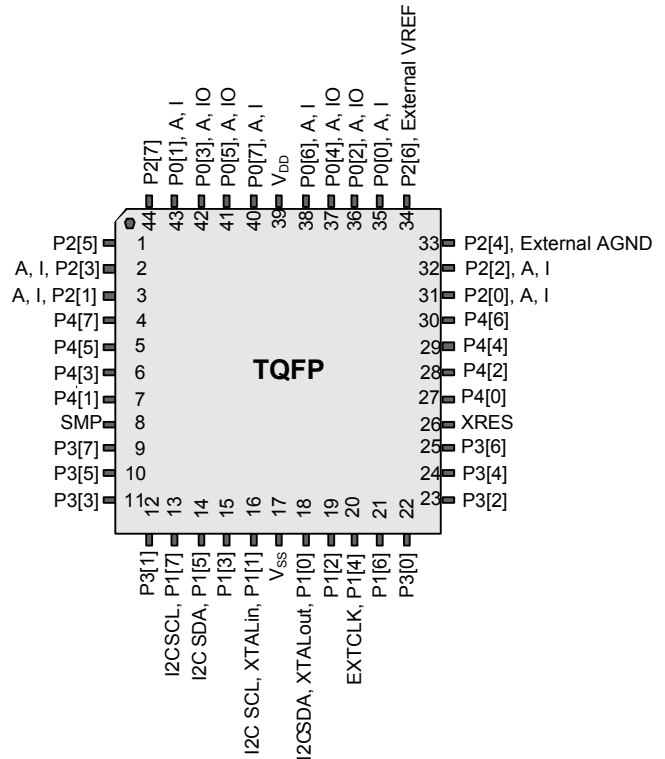 P2[7]
P0[1], A, I
P0[3], A, IO
P0[5], A, IO
P0[7], A, I
VDD
P0[6], A, I
P0[4], A, IO
P0[2], A, IO
P0[0], A, I
P2[6], External VREF
44
43
42
41
40
39
38
37
36
35
34
P2[5] 1
A, I, P2[3] 2
A, I, P2[1] 3
P4[7] 4
P4[5] 5
P4[3] 6
P4[1] 7
SMP 8
P3[7] 9
P3[5] 10
P3[3] 11
TQFP
33 P2[4], External AGND
32 P2[2], A, I
31 P2[0], A, I
30 P4[6]
29 P4[4]
28 P4[2]
27 P4[0]
26 XRES
25 P3[6]
24 P3[4]
23 P3[2]
12
13
14
15
16
17
18
19
20
21
22
P3[1]
I2CSCL, P1[7]
I2C SDA, P1[5]
P1[3]
I2C SCL, XTALin, P1[1]
VSS
I2CSDA, XTALout, P1[0]
P1[2]
EXTCLK, P1[4]
P1[6]
P3[0]